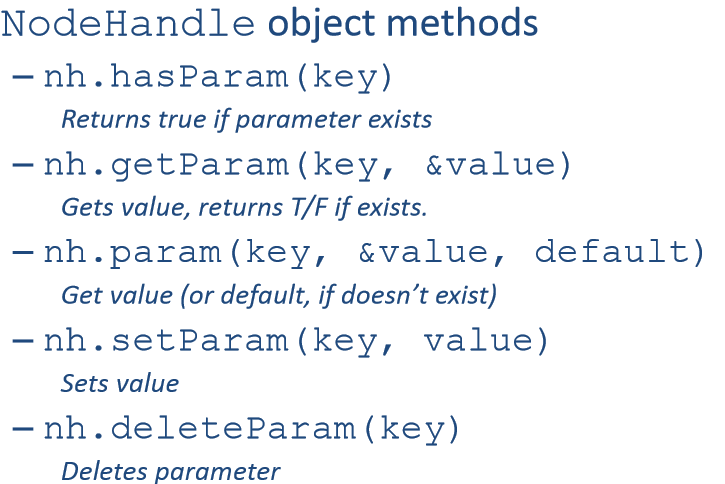 NodeHandle object methods
– nh.hasParam(key)
Returns true if parameter exists
– nh.getParam(key, &value)
Gets value, returns T/F if exists.
– nh.param(key, &value, default)
Get value (or default, if doesn’t exist)
– nh.setParam(key, value)
Sets value
– nh.deleteParam(key)
Deletes parameter